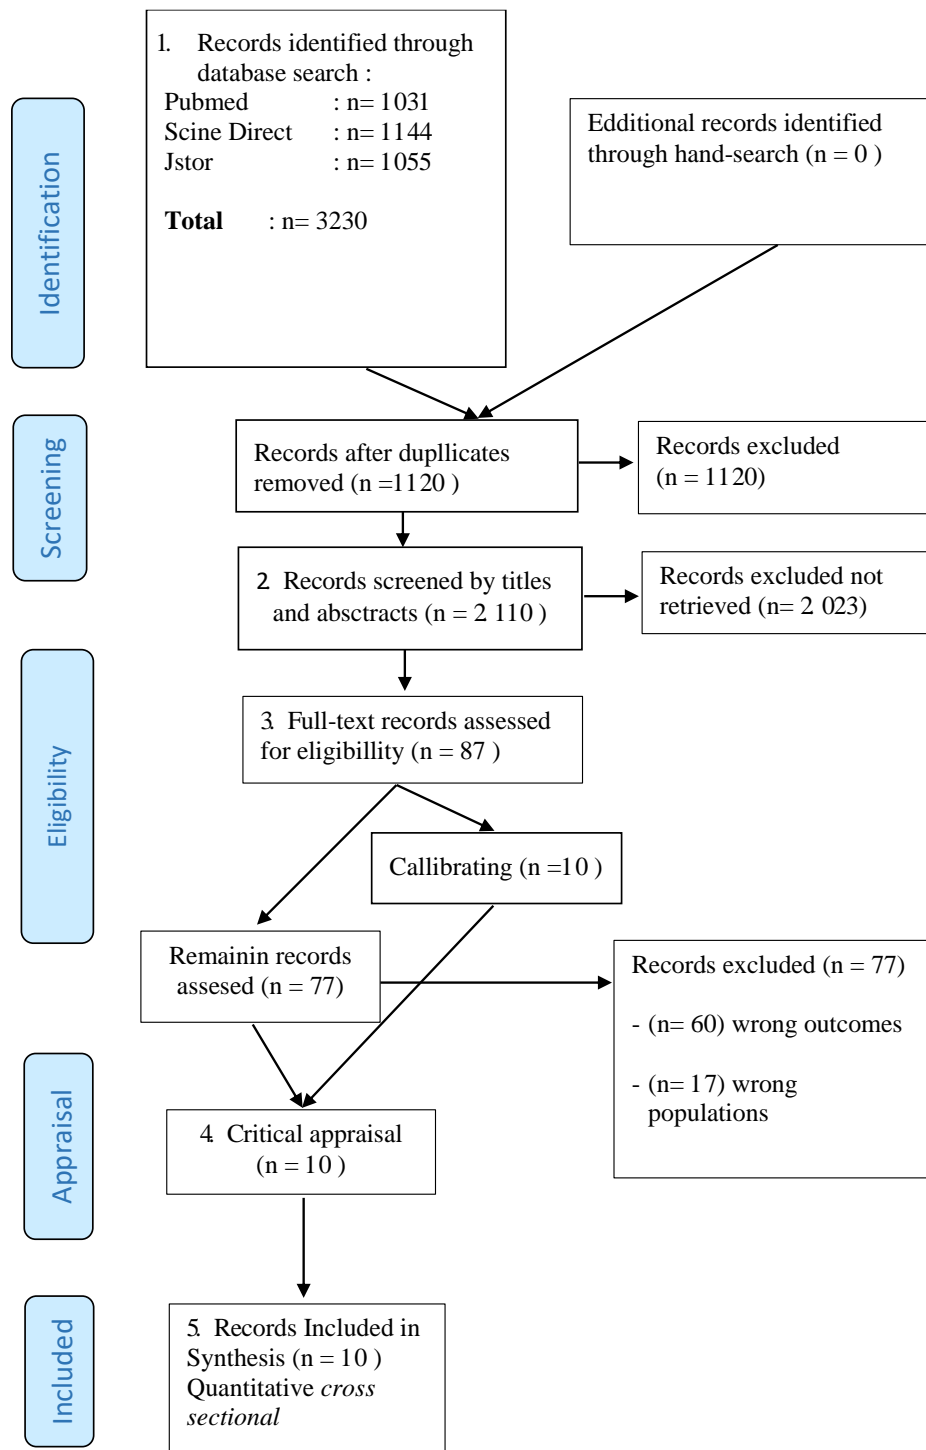 1. Records identified through
database search :
Pubmed : n= 1031
Scine Direct : n= 1144
Jstor : n= 1055
Total : n= 3230
Edditional records identified
through hand-search (n = 0 )
Identification
Screening
Records after dupllicates
removed (n =1120 )
Records excluded
(n = 1120)
2. Records screened by titles
and absctracts (n = 2 110 )
Records excluded not
retrieved (n= 2 023)
Eligibility
3. Full-text records assessed
for eligibillity (n = 87 )
Callibrating (n =10 )
Remainin records
assesed (n = 77)
Records excluded (n = 77)
- (n= 60) wrong outcomes
- (n= 17) wrong
populations
Appraisal
4. Critical appraisal
(n = 10 )
Included
5. Records Included in
Synthesis (n = 10 )
Quantitative cross
sectional